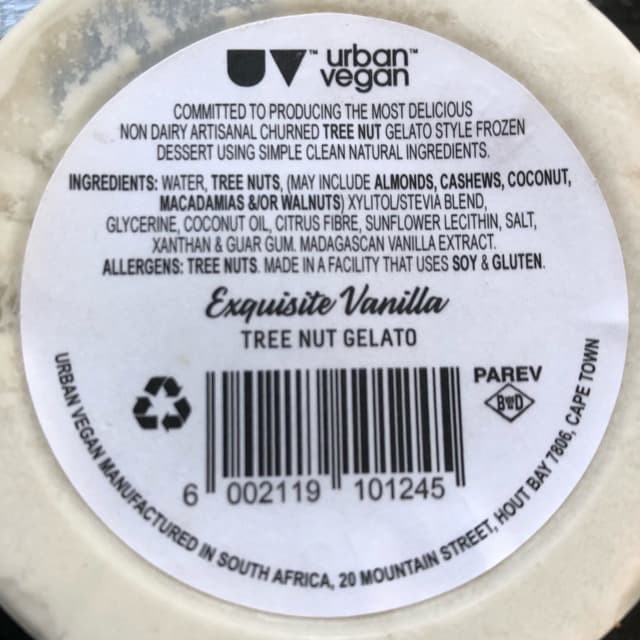 UV™ urban™
vegan
COMMITTED TO PRODUCING THE MOST DELICIOUS
NON DAIRY ARTISANAL CHURNED TREE NUT GELATO STYLE FROZEN
DESSERT USING SIMPLE CLEAN NATURAL INGREDIENTS.
INGREDIENTS: WATER, TREE NUTS, (MAY INCLUDE ALMONDS, CASHEWS, COCONUT,
MACADAMIAS &/OR WALNUTS) XYLITOL/STEVIA BLEND,
GLYCERINE, COCONUT OIL, CITRUS FIBRE, SUNFLOWER LECITHIN, SALT,
XANTHAN & GUAR GUM. MADAGASCAN VANILLA EXTRACT.
ALLERGENS: TREE NUTS. MADE IN A FACILITY THAT USES SOY & GLUTEN.
Exquisite Vanilla
TREE NUT GELATO
PAREV
BTD
6 002119 101245
URBAN VEGAN MANUFACTURED IN SOUTH AFRICA, 20 MOUNTAIN STREET, HOUT BAY 7806, CAPE TOWN